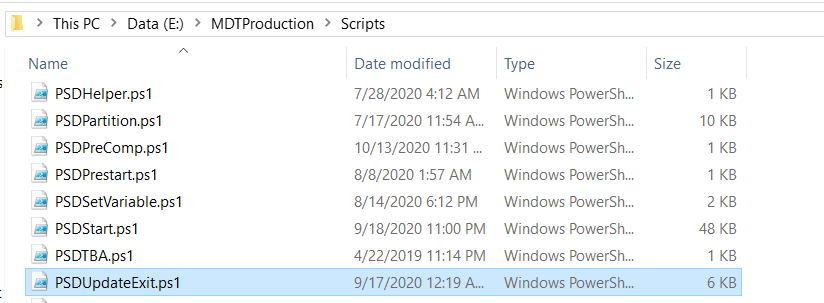 This PC > Data (E:) > MDTProduction > Scripts
Name Date modified Type Size
PSDHelper.ps1 7/28/2020 4:12 AM Windows PowerSh... 1 KB
PSDPartition.ps1 7/17/2020 11:54 A... Windows PowerSh... 10 KB
PSDPreComp.ps1 10/13/2020 11:31 ... Windows PowerSh... 1 KB
PSDPrestart.ps1 8/8/2020 1:57 AM Windows PowerSh... 1 KB
PSDSetVariable.ps1 8/14/2020 6:12 PM Windows PowerSh... 2 KB
PSDStart.ps1 9/18/2020 11:00 PM Windows PowerSh... 48 KB
PSDTBA.ps1 4/22/2019 11:14 PM Windows PowerSh... 1 KB
PSDUpdateExit.ps1 9/17/2020 12:19 A... Windows PowerSh... 6 KB